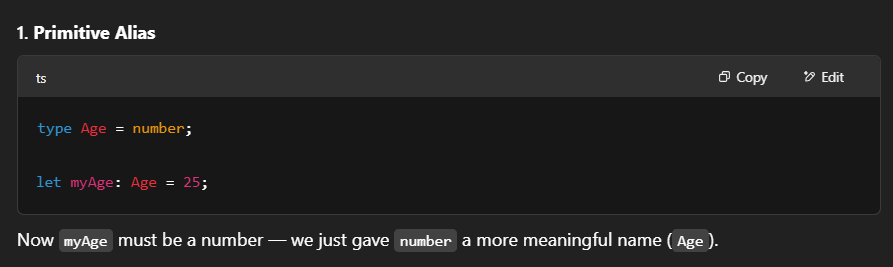 1. Primitive Alias
ts Copy Edit
type Age = number;
let myAge: Age = 25;
Now myAge must be a number — we just gave number a more meaningful name (Age).